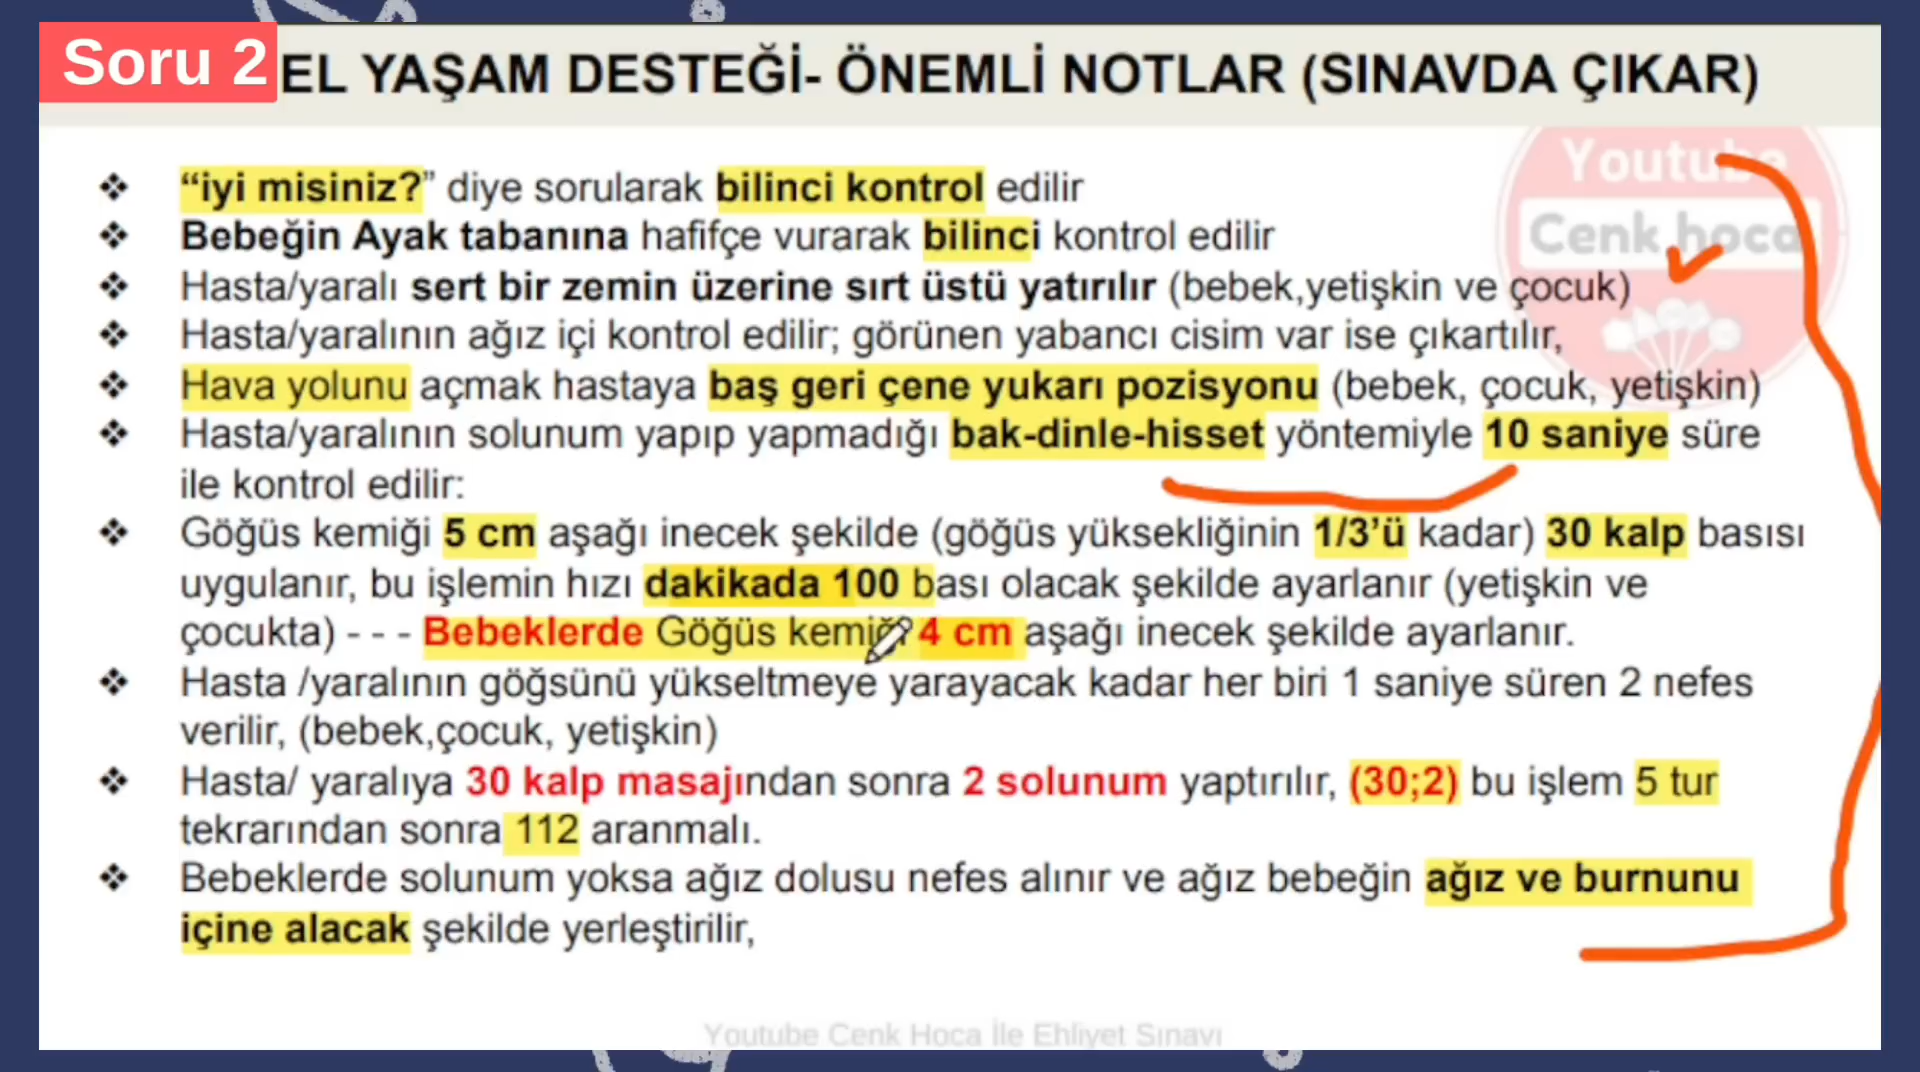 Soru 2
EL YAŞAM DESTEĞİ- ÖNEMLİ NOTLAR (SINAVDA ÇIKAR)
Youtube
Cenk hoca
❖ “iyi misiniz?” diye sorularak bilinci kontrol edilir
❖ Bebeğin Ayak tabanına hafifçe vurarak bilinci kontrol edilir
❖ Hasta/yaralı sert bir zemin üzerine sırt üstü yatırılır (bebek,yetişkin ve çocuk)
❖ Hasta/yaralının ağız içi kontrol edilir; görünen yabancı cisim var ise çıkartılır,
❖ Hava yolunu açmak hastaya baş geri çene yukarı pozisyonu (bebek, çocuk, yetişkin)
❖ Hasta/yaralının solunum yapıp yapmadığı bak-dinle-hisset yöntemiyle 10 saniye süre
ile kontrol edilir:
❖ Göğüs kemiği 5 cm aşağı inecek şekilde (göğüs yüksekliğinin 1/3’ü kadar) 30 kalp basısı
uygulanır, bu işlemin hızı dakikada 100 bası olacak şekilde ayarlanır (yetişkin ve
çocukta) - - - Bebeklerde Göğüs kemiği 4 cm aşağı inecek şekilde ayarlanır.
❖ Hasta /yaralının göğsünü yükseltmeye yarayacak kadar her biri 1 saniye süren 2 nefes
verilir, (bebek,çocuk, yetişkin)
❖ Hasta/ yaralıya 30 kalp masajından sonra 2 solunum yaptırılır, (30;2) bu işlem 5 tur
tekrarından sonra 112 aranmalı.
❖ Bebeklerde solunum yoksa ağız dolusu nefes alınır ve ağız bebeğin ağız ve burnunu
içine alacak şekilde yerleştirilir,
Youtube Cenk Hoca İle Ehliyet Sınavı